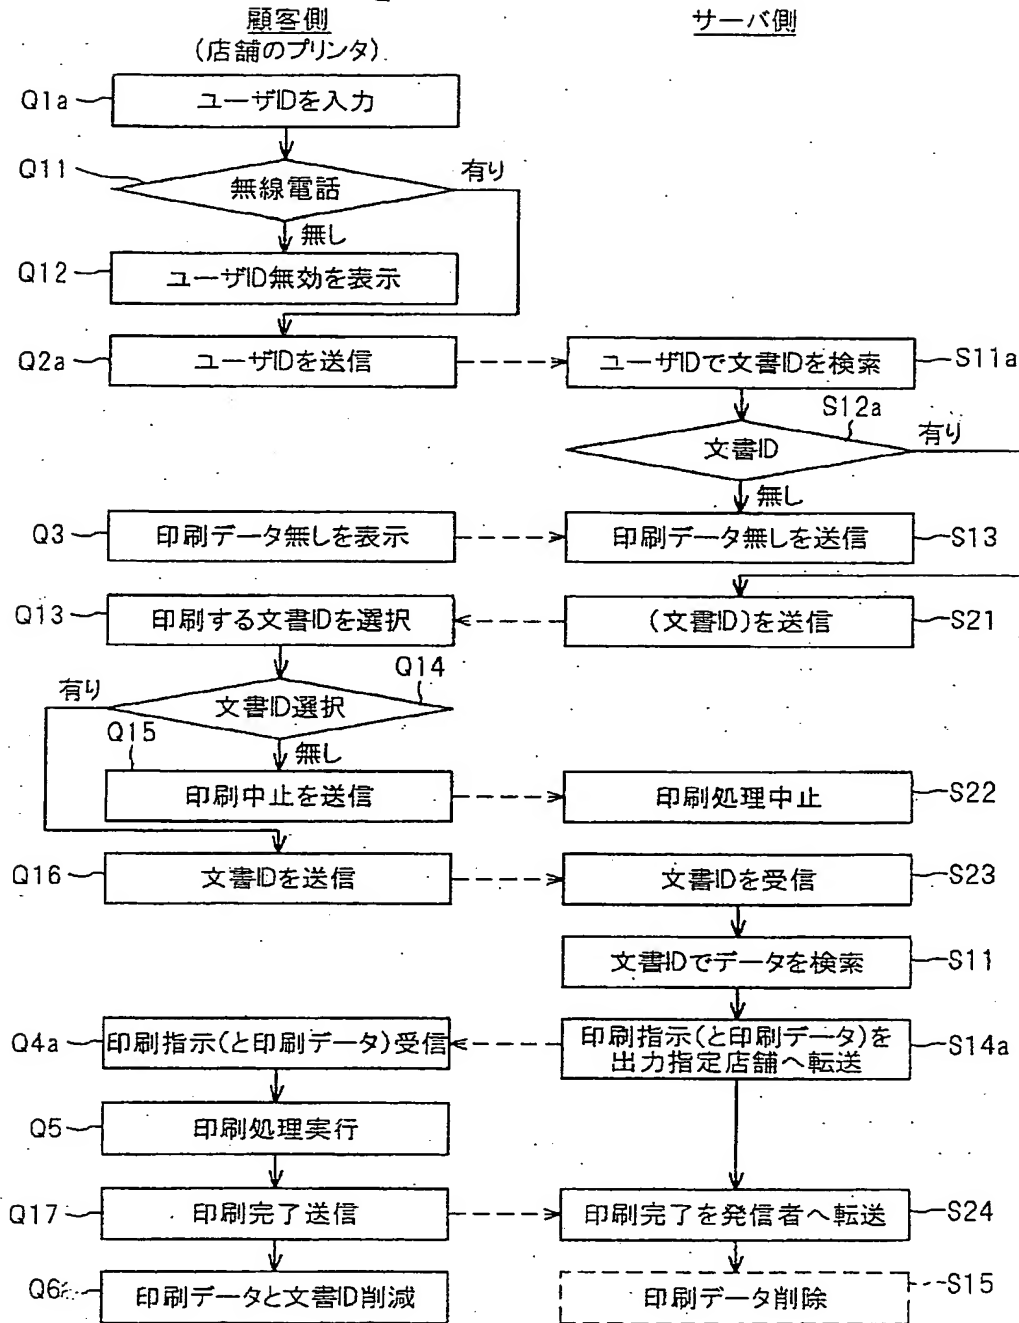 顧客側
(店舗のプリンタ)
サーバ側
Q1a
ユーザIDを入力
Q11
無線電話
有り
無し
Q12
ユーザID無効を表示
Q2a
ユーザIDを送信
ユーザIDで文書IDを検索
S11a
S12a
文書ID
有り
無し
Q3
印刷データ無しを表示
印刷データ無しを送信
S13
Q13
印刷する文書IDを選択
(文書ID)を送信
S21
Q14
有り
文書ID選択
Q15
無し
印刷中止を送信
印刷処理中止
S22
Q16
文書IDを送信
文書IDを受信
S23
文書IDでデータを検索
S11
Q4a
印刷指示(と印刷データ)受信
印刷指示(と印刷データ)を
出力指定店舗へ転送
S14a
Q5
印刷処理実行
Q17
印刷完了送信
印刷完了を発信者へ転送
S24
Q6
印刷データと文書ID削減
印刷データ削除
S15